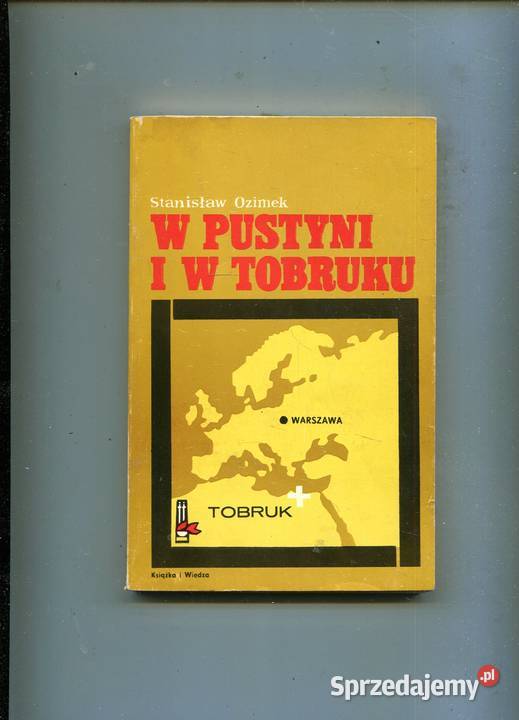 Stanisław Ozimek
W PUSTYNI
I W TOBRUKU
WARSZAWA
TOBRUK
Książka i Wiedza
Sprzedajemy.pl